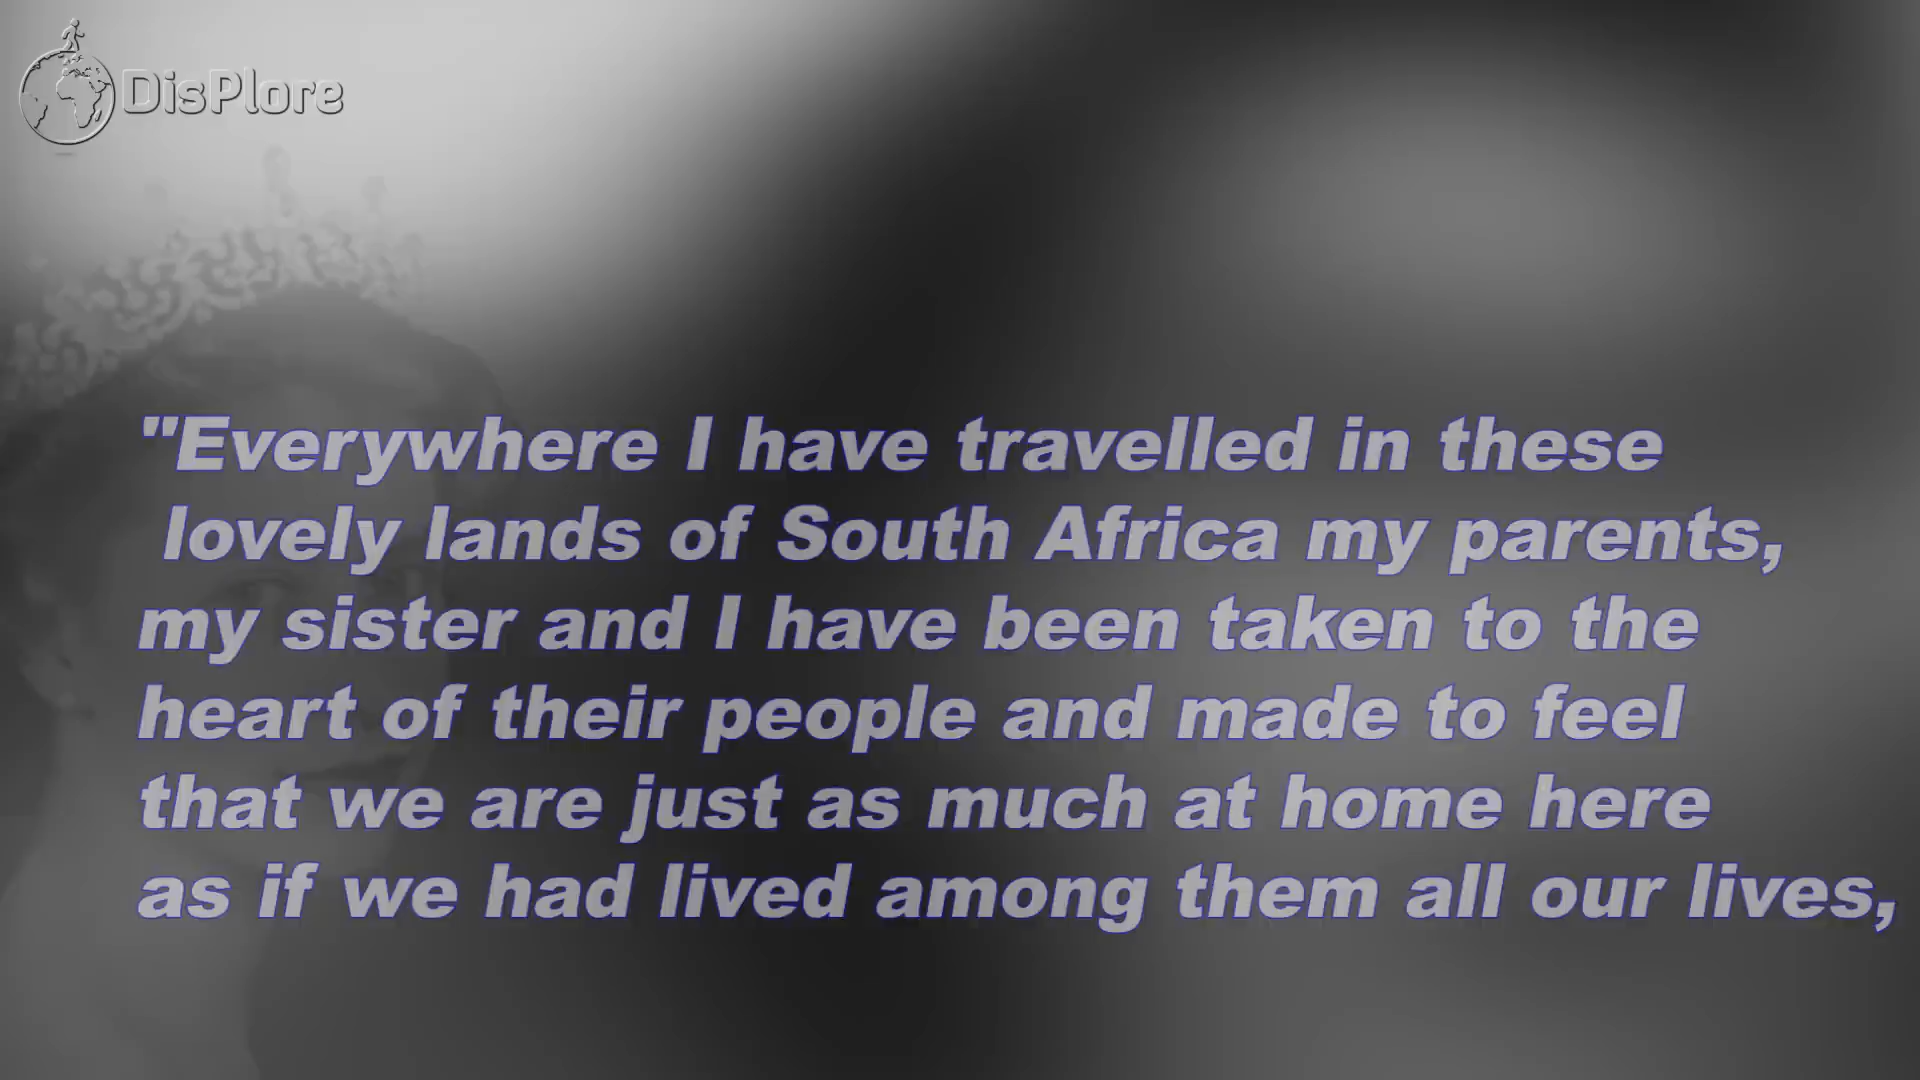 DisPlore
"Everywhere I have travelled in these
lovely lands of South Africa my parents,
my sister and I have been taken to the
heart of their people and made to feel
that we are just as much at home here
as if we had lived among them all our lives,